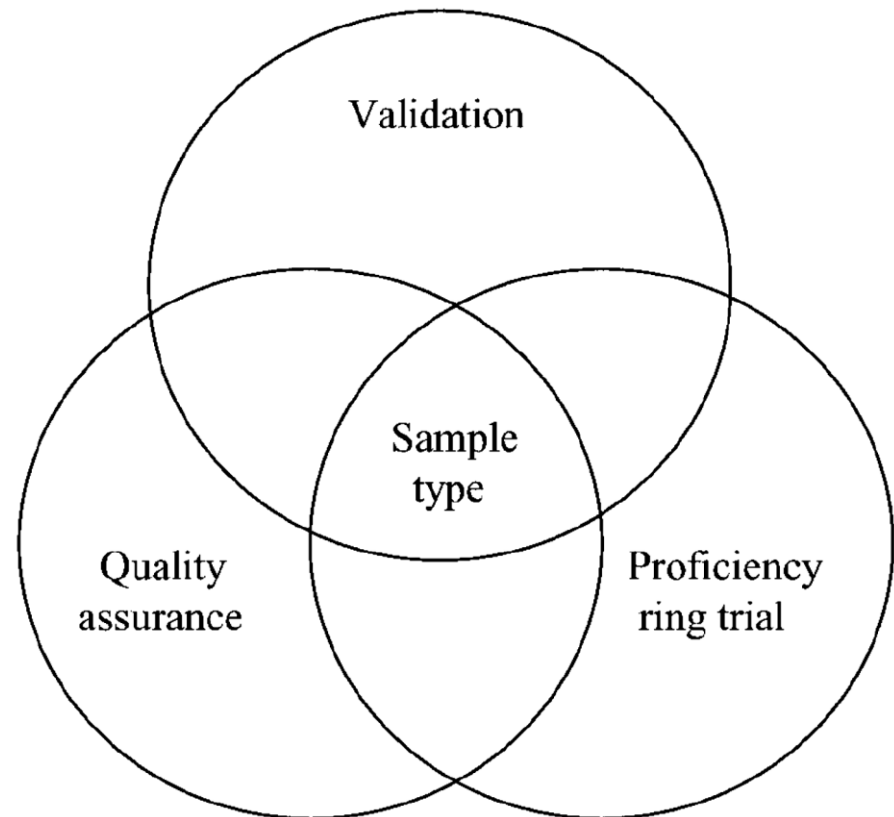 Validation
Sample
type
Quality
assurance
Proficiency
ring trial